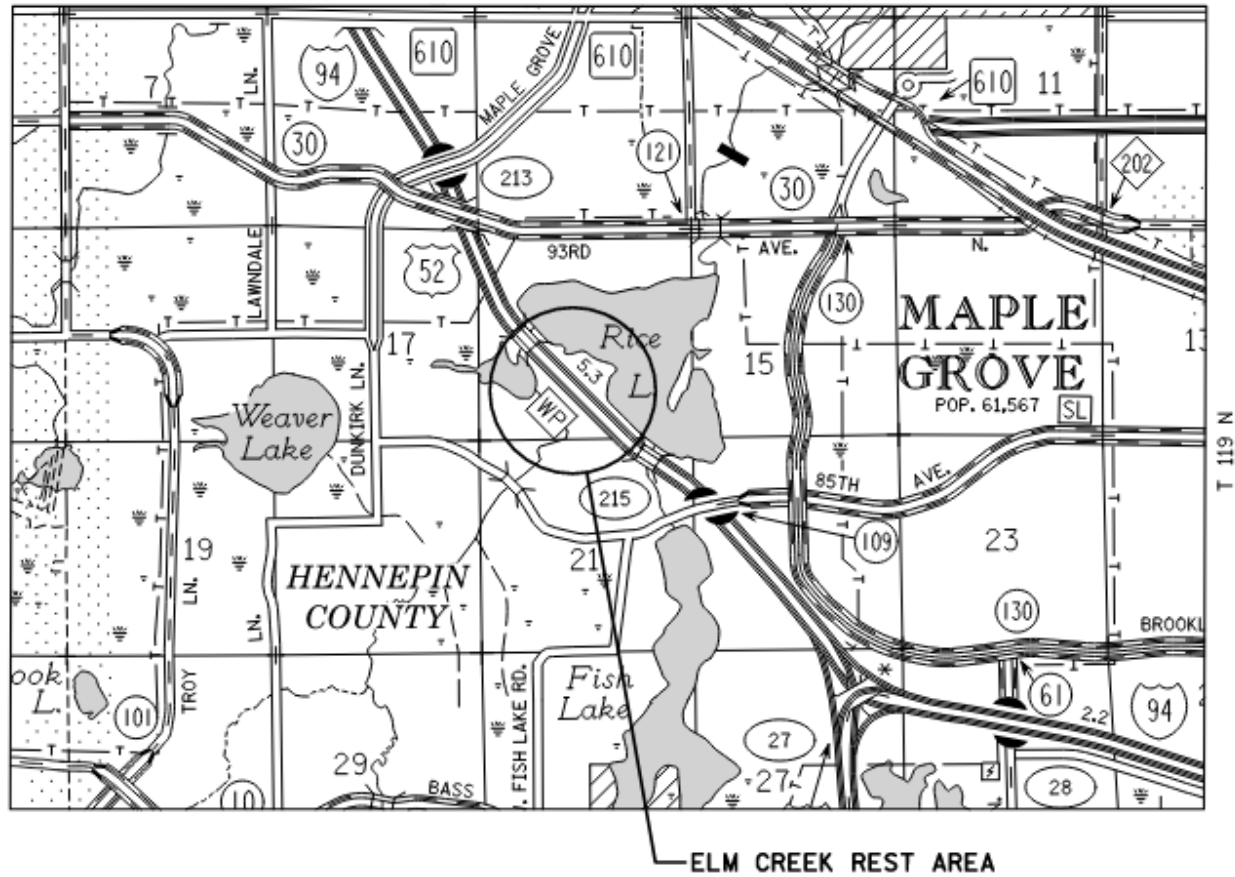 7
LN.
94
610
MAPLE GROVE
610
610
11
30
213
121
30
202
52
93RD
AVE.
N.
LAWNDALE
130
MAPLE
GROVE
POP. 61,567
SL
17
Rice
L.
5.3
WP
15
13
Weaver
Lake
DUNKIRK LN.
T 119 N
215
85TH
AVE.
109
19
21
23
HENNEPIN
COUNTY
LN.
LN.
130
BROOKL
ook
L.
TROY
101
FISH LAKE RD.
Fish
Lake
*
61
94
2.2
27
29
27
28
10
BASS
ELM CREEK REST AREA